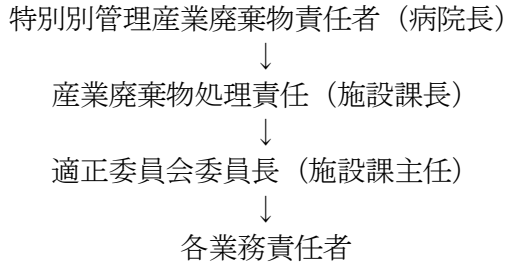 特別別管理産業廃棄物責任者（病院長）
↓
産業廃棄物処理責任（施設課長）
↓
適正委員会委員長（施設課主任）
↓
各業務責任者